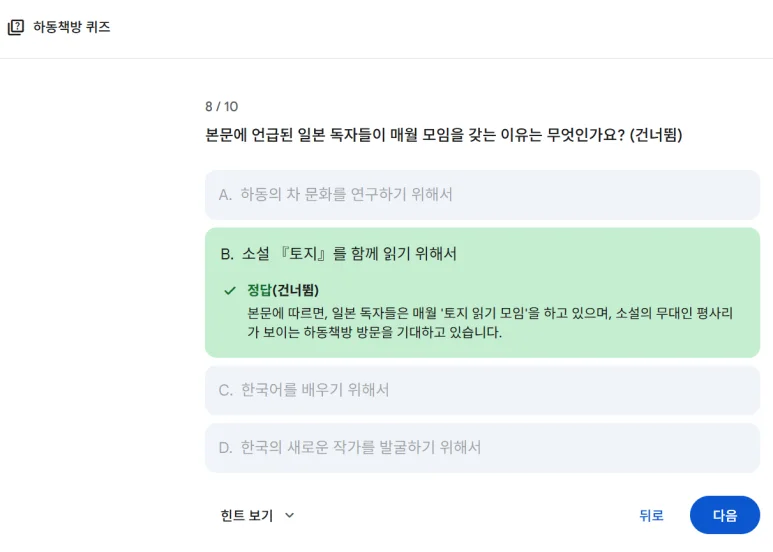 하동책방 퀴즈
8 / 10
본문에 언급된 일본 독자들이 매월 모임을 갖는 이유는 무엇인가요? (건너뜀)
A. 하동의 차 문화를 연구하기 위해서
B. 소설 『토지』를 함께 읽기 위해서
정답(건너뜀)
본문에 따르면, 일본 독자들은 매월 '토지 읽기 모임'을 하고 있으며, 소설의 무대인 평사리
가 보이는 하동책방 방문을 기대하고 있습니다.
C. 한국어를 배우기 위해서
D. 한국의 새로운 작가를 발굴하기 위해서
힌트 보기
뒤로
다음